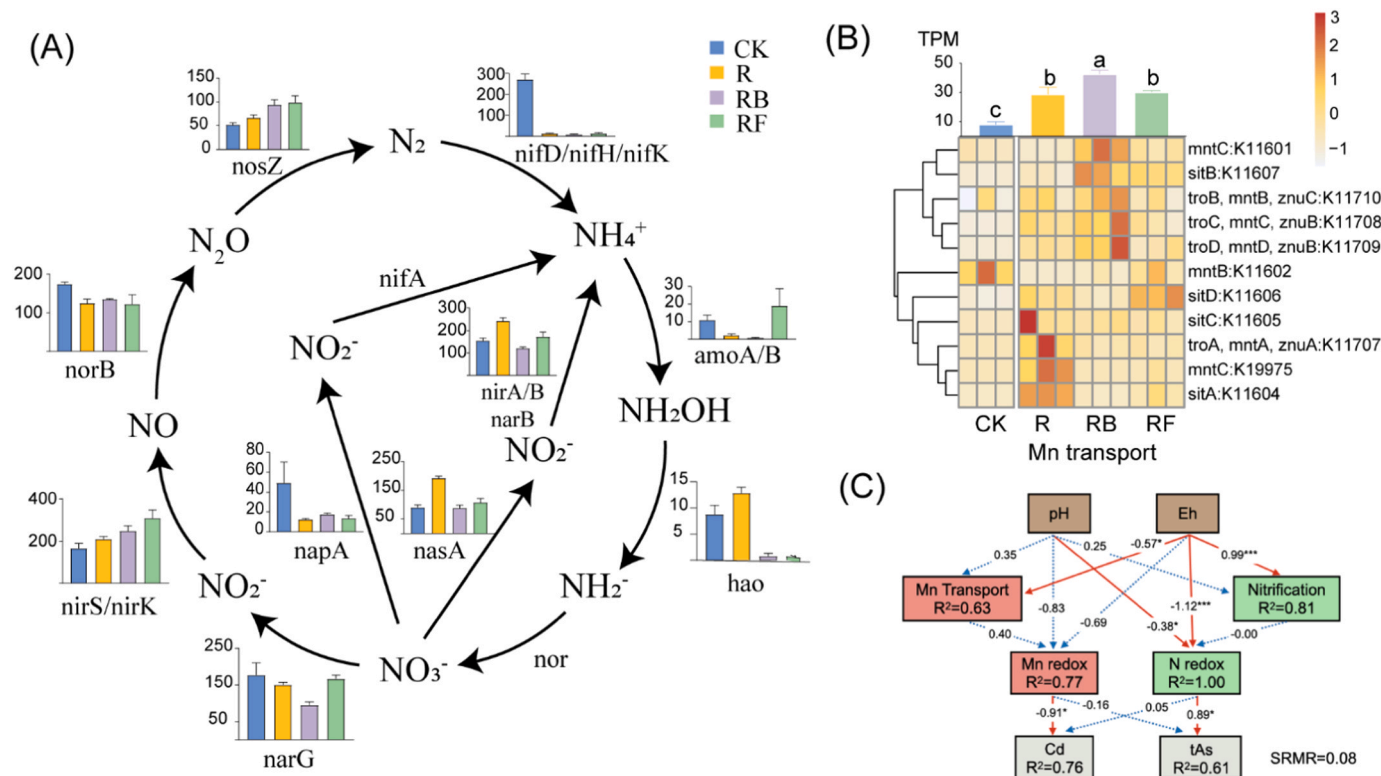 (A)
CK
R
RB
RF
150
100
50
0
nosZ
300
200
100
0
nifD/nifH/nifK
N₂
N₂O
NH₄⁺
nifA
200
100
norB
NO₂⁻
300
200
100
nirA/B
narB
30
20
10
amoA/B
NO
NH₂OH
NO₂⁻
80
60
40
20
0
napA
250
150
50
nasA
15
10
5
hao
400
200
nirS/nirK
NO₂⁻
NH₂⁻
NO₃⁻
nor
250
150
50
narG
(B)
TPM
50
30
10
c
b
a
b
3
2
1
0
−1
mntC:K11601
sitB:K11607
troB, mntB, znuC:K11710
troC, mntC, znuB:K11708
troD, mntD, znuB:K11709
mntB:K11602
sitD:K11606
sitC:K11605
troA, mntA, znuA:K11707
mntC:K19975
sitA:K11604
CK R RB RF
Mn transport
(C)
pH
Eh
0.35
0.25
-0.57*
0.99***
Mn Transport
R²=0.63
Nitrification
R²=0.81
-0.83
-0.69
-1.12***
-0.38*
0.40
-0.00
Mn redox
R²=0.77
N redox
R²=1.00
-0.91*
-0.16
0.05
0.89*
Cd
R²=0.76
tAs
R²=0.61
SRMR=0.08